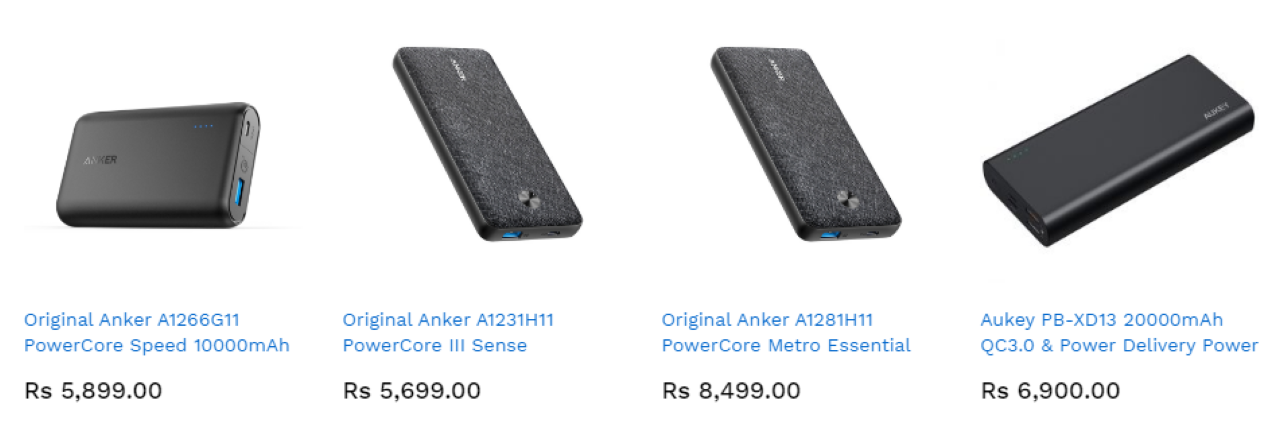 ANKER
ANKER
ANKER
AUKEY
Original Anker A1266G11
PowerCore Speed 10000mAh
Rs 5,899.00
Original Anker A1231H11
PowerCore III Sense
Rs 5,699.00
Original Anker A1281H11
PowerCore Metro Essential
Rs 8,499.00
Aukey PB-XD13 20000mAh
QC3.0 & Power Delivery Power
Rs 6,900.00